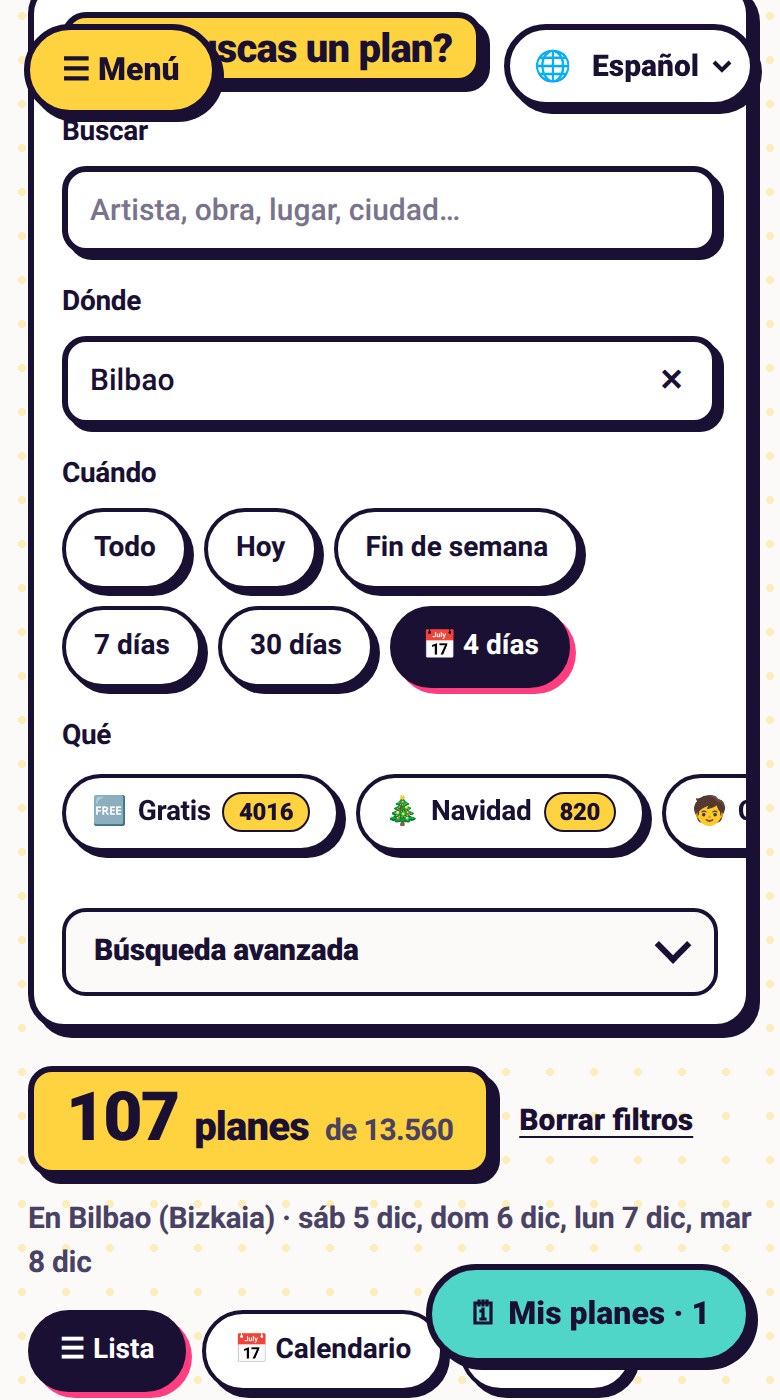 uscas un plan?
☰ Menú
🌐 Español
Buscar
Artista, obra, lugar, ciudad…
Dónde
Bilbao ✕
Cuándo
Todo Hoy Fin de semana
7 días 30 días 📅 4 días
Qué
🆓 Gratis 4016 🎄 Navidad 820
Búsqueda avanzada
107 planes de 13.560 Borrar filtros
En Bilbao (Bizkaia) · sáb 5 dic, dom 6 dic, lun 7 dic, mar
8 dic
🗓 Mis planes · 1
☰ Lista 📅 Calendario